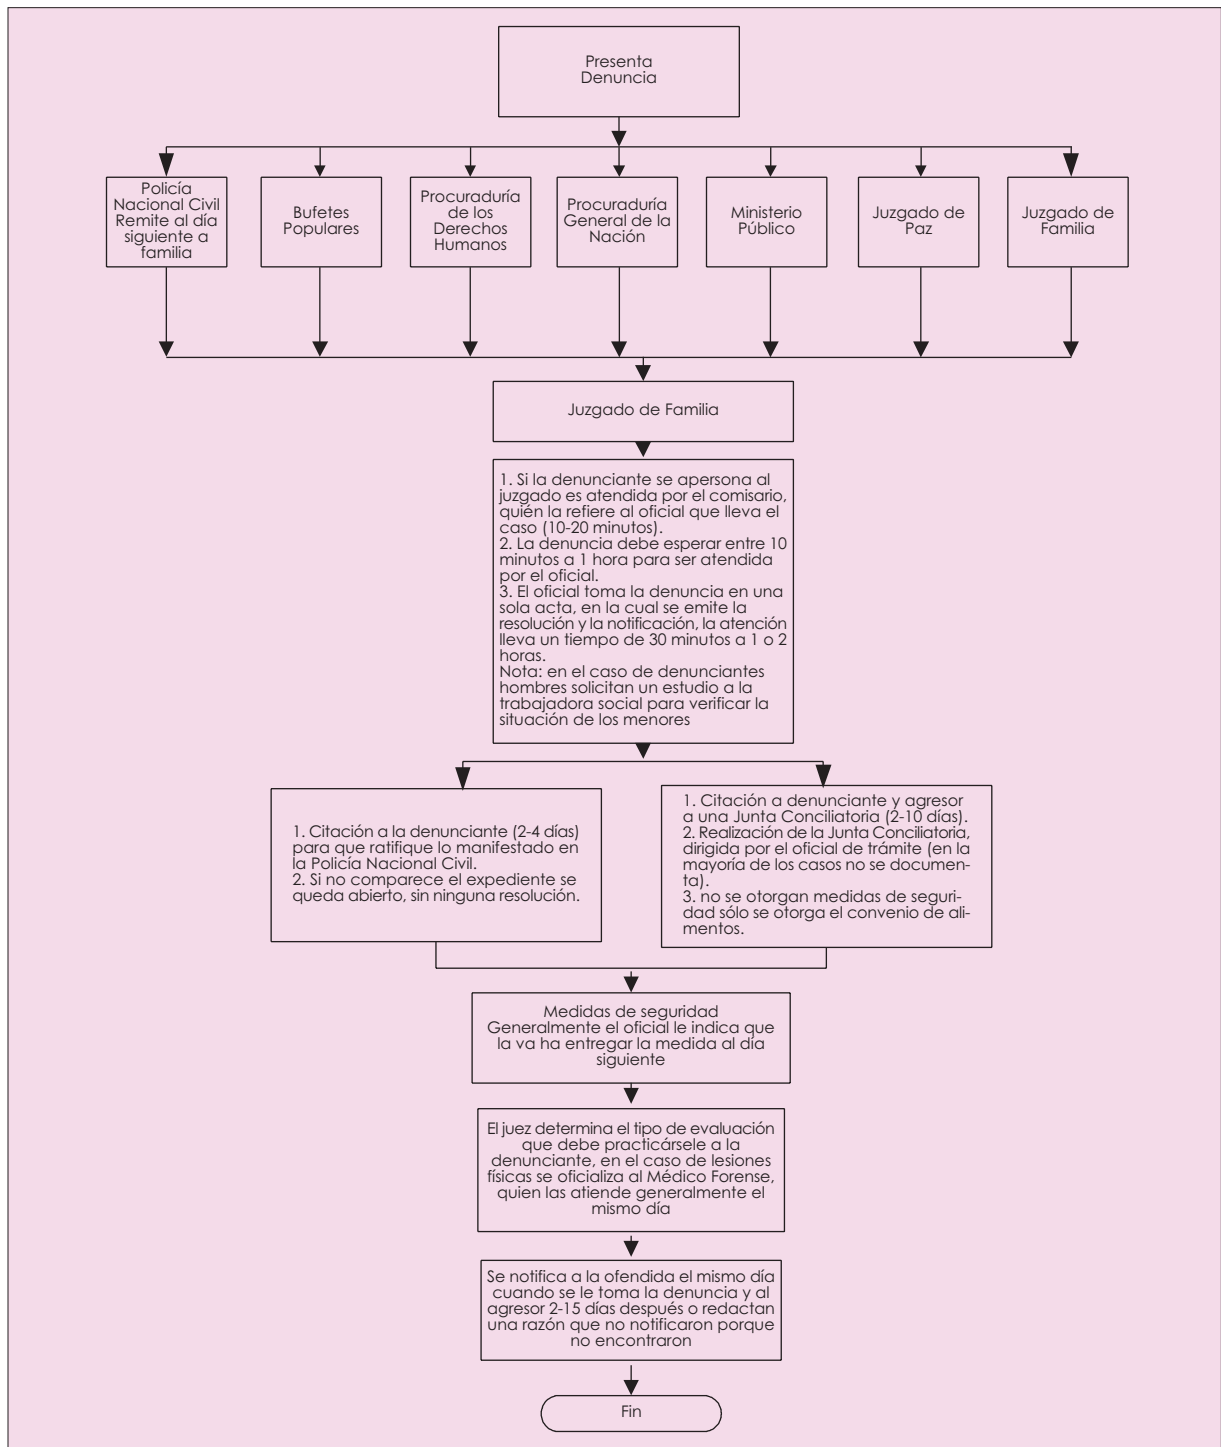 Presenta
Denuncia
Policía
Nacional Civil
Remite al día
siguiente a
familia
Bufetes
Populares
Procuraduría
de los
Derechos
Humanos
Procuraduría
General de la
Nación
Ministerio
Público
Juzgado de
Paz
Juzgado de
Familia
Juzgado de Familia
1. Si la denunciante se apersona al
juzgado es atendida por el comisario,
quién la refiere al oficial que lleva el
caso (10-20 minutos).
2. La denuncia debe esperar entre 10
minutos a 1 hora para ser atendida
por el oficial.
3. El oficial toma la denuncia en una
sola acta, en la cual se emite la
resolución y la notificación, la atención
lleva un tiempo de 30 minutos a 1 o 2
horas.
Nota: en el caso de denunciantes
hombres solicitan un estudio a la
trabajadora social para verificar la
situación de los menores
1. Citación a la denunciante (2-4 días)
para que ratifique lo manifestado en
la Policía Nacional Civil.
2. Si no comparece el expediente se
queda abierto, sin ninguna resolución.
1. Citación a denunciante y agresor
a una Junta Conciliatoria (2-10 días).
2. Realización de la Junta Conciliatoria,
dirigida por el oficial de trámite (en la
mayoría de los casos no se documen-
ta).
3. no se otorgan medidas de seguri-
dad sólo se otorga el convenio de ali-
mentos.
Medidas de seguridad
Generalmente el oficial le indica que
la va ha entregar la medida al día
siguiente
El juez determina el tipo de evaluación
que debe practicársele a la
denunciante, en el caso de lesiones
físicas se oficializa al Médico Forense,
quien las atiende generalmente el
mismo día
Se notifica a la ofendida el mismo día
cuando se le toma la denuncia y al
agresor 2-15 días después o redactan
una razón que no notificaron porque
no encontraron
Fin